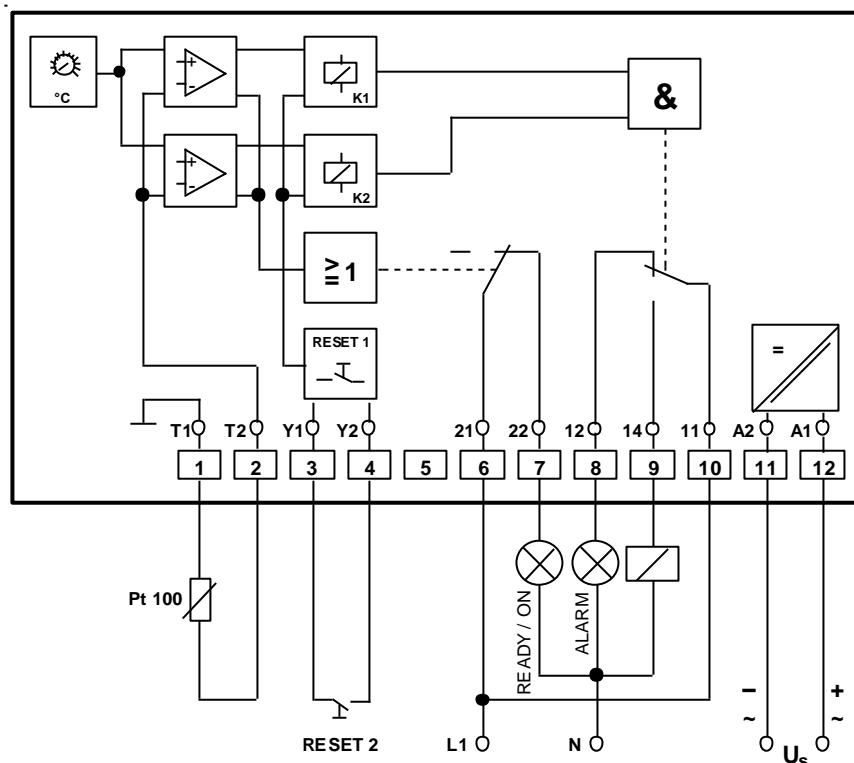 °C
+
-
K1
&
+
-
K2
≥ 1
RESET 1
=
T1 T2 Y1 Y2 21 22 12 14 11 A2 A1
1 2 3 4 5 6 7 8 9 10 11 12
Pt 100
READY / ON
ALARM
– +
~ ~
RESET 2 L1 N Us